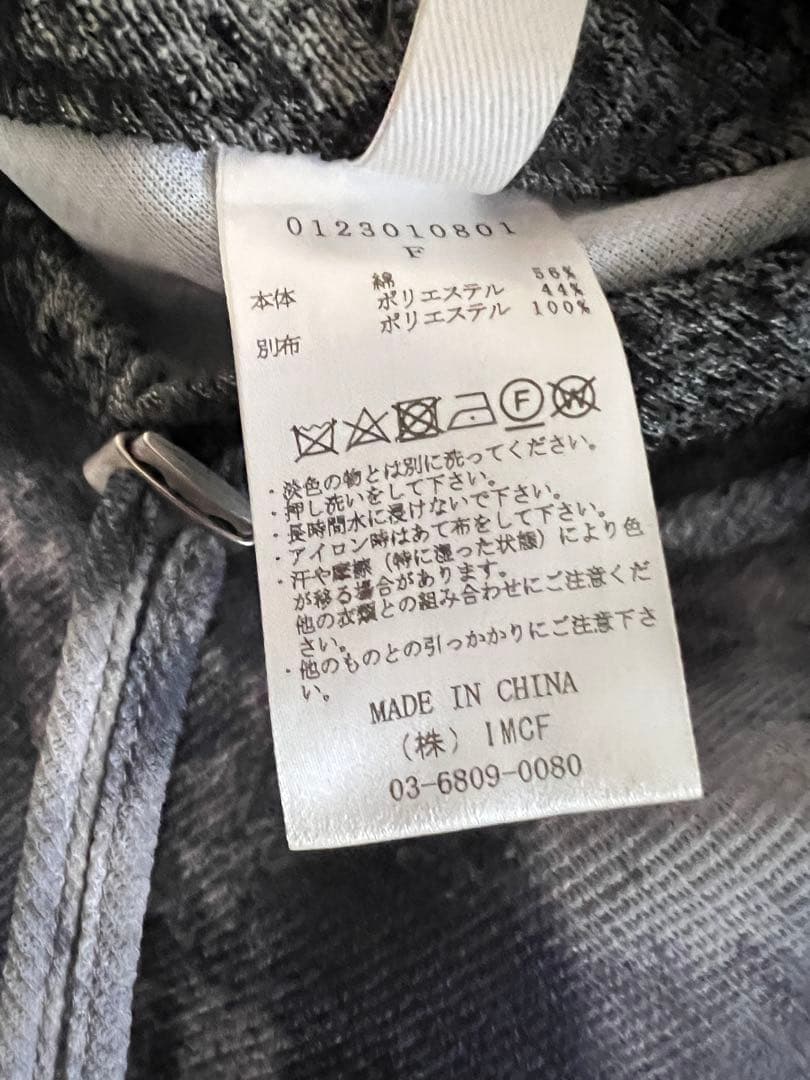 0123010801
F
本体 綿 56%
ポリエステル 44%
別布 ポリエステル 100%
F W
・淡色の物とは別に洗ってください。
・押し洗いをして下さい。
・長時間水に浸けないで下さい。
・アイロン時はあて布をして下さい。
・汗や摩擦（特に湿った状態）により色
が移る場合があります。
他の衣類との組み合わせにご注意くだ
さい。
・他のものとの引っかかりにご注意下さ
い。
MADE IN CHINA
（株）IMCF
03-6809-0080